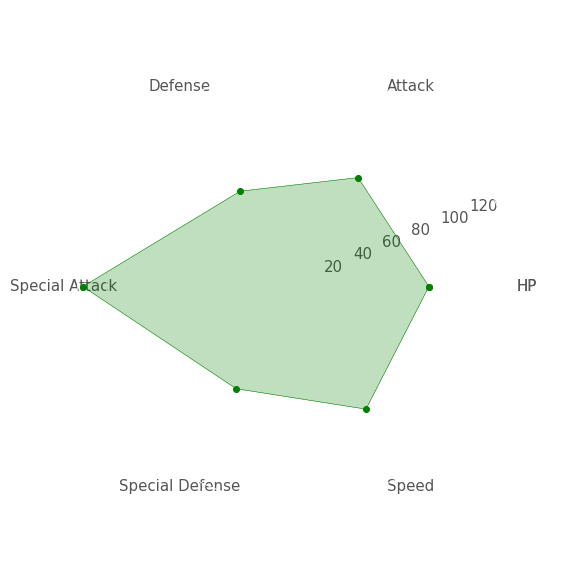 Defense
Attack
120
100
80
60
40
20
Special Attack
HP
Special Defense
Speed